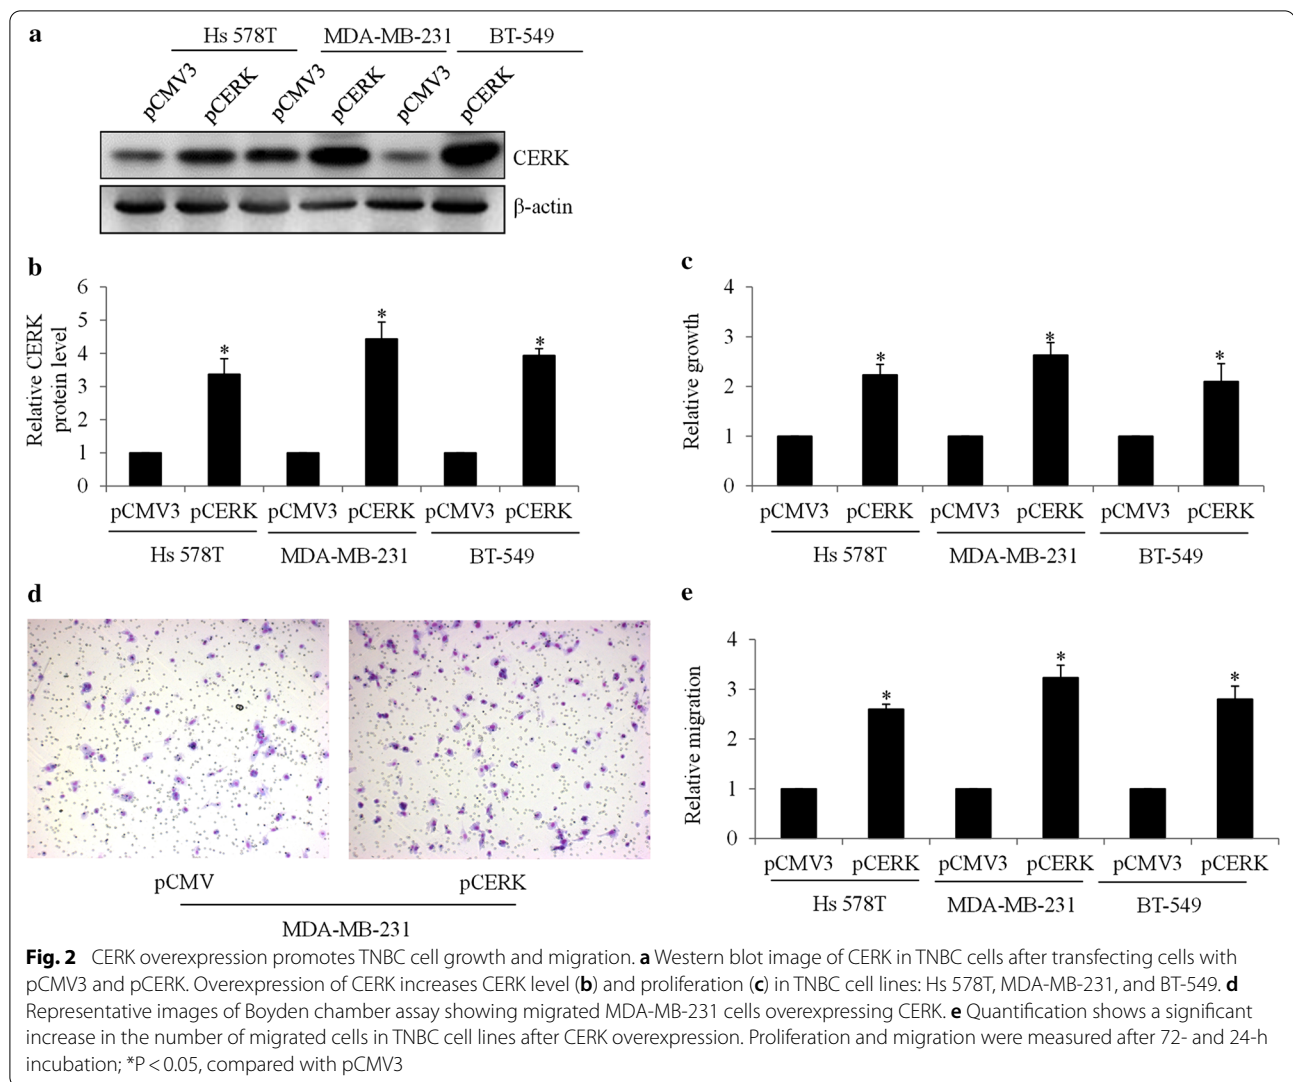 a
Hs 578T MDA-MB-231 BT-549
pCMV3 pCERK pCMV3 pCERK pCMV3 pCERK
CERK
β-actin
b
Relative CERK
protein level
6
5
4
3
2
1
0
* * *
pCMV3 pCERK pCMV3 pCERK pCMV3 pCERK
Hs 578T MDA-MB-231 BT-549
c
Relative growth
4
3
2
1
0
* * *
pCMV3 pCERK pCMV3 pCERK pCMV3 pCERK
Hs 578T MDA-MB-231 BT-549
d
pCMV pCERK
MDA-MB-231
e
Relative migration
4
3
2
1
0
* * *
pCMV3 pCERK pCMV3 pCERK pCMV3 pCERK
Hs 578T MDA-MB-231 BT-549
Fig. 2 CERK overexpression promotes TNBC cell growth and migration. a Western blot image of CERK in TNBC cells after transfecting cells with
pCMV3 and pCERK. Overexpression of CERK increases CERK level (b) and proliferation (c) in TNBC cell lines: Hs 578T, MDA-MB-231, and BT-549. d
Representative images of Boyden chamber assay showing migrated MDA-MB-231 cells overexpressing CERK. e Quantification shows a significant
increase in the number of migrated cells in TNBC cell lines after CERK overexpression. Proliferation and migration were measured after 72- and 24-h
incubation; *P < 0.05, compared with pCMV3